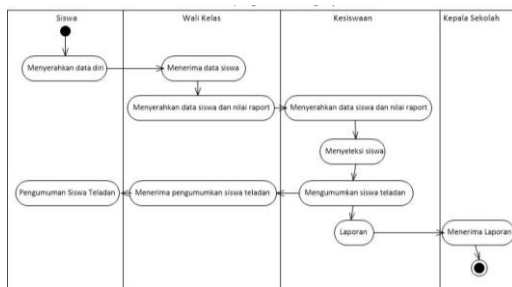 Siswa
Wali Kelas
Kesiswaan
Kepala Sekolah
Menyerahkan data diri
Menerima data siswa
Menyerahkan data siswa dan nilai raport
Menyerahkan data siswa dan nilai raport
Menyeleksi siswa
Pengumuman Siswa Teladan
Menerima pengumumkan siswa teladan
Mengumumkan siswa teladan
Laporan
Menerima Laporan